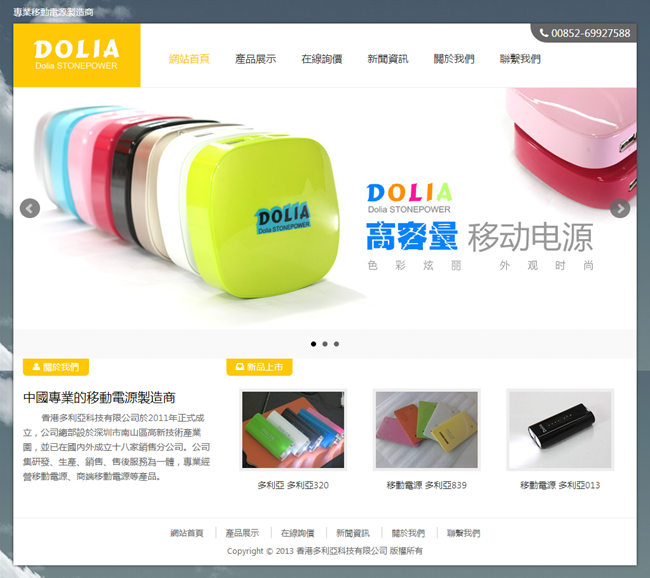 專業移動電源製造商
00852-69927588
DOLIA
Dolia STONEPOWER
網站首頁 產品展示 在線詢價 新聞資訊 關於我們 聯繫我們
DOLIA
Dolia STONEPOWER
DOLIA
Dolia STONEPOWER
高容量 移动电源
色彩炫丽 外观时尚
關於我們
新品上市
中國專業的移動電源製造商
香港多利亞科技有限公司於2011年正式成
立，公司總部設於深圳市南山區高新技術產業
園，並已在國內外成立十八家銷售分公司。公司
集研發、生產、銷售、售後服務為一體，專業經
營移動電源、商端移動電源等產品。
多利亞 多利亞320
移動電源 多利亞839
移動電源 多利亞013
網站首頁 產品展示 在線詢價 新聞資訊 關於我們 聯繫我們
Copyright © 2013 香港多利亞科技有限公司 版權所有